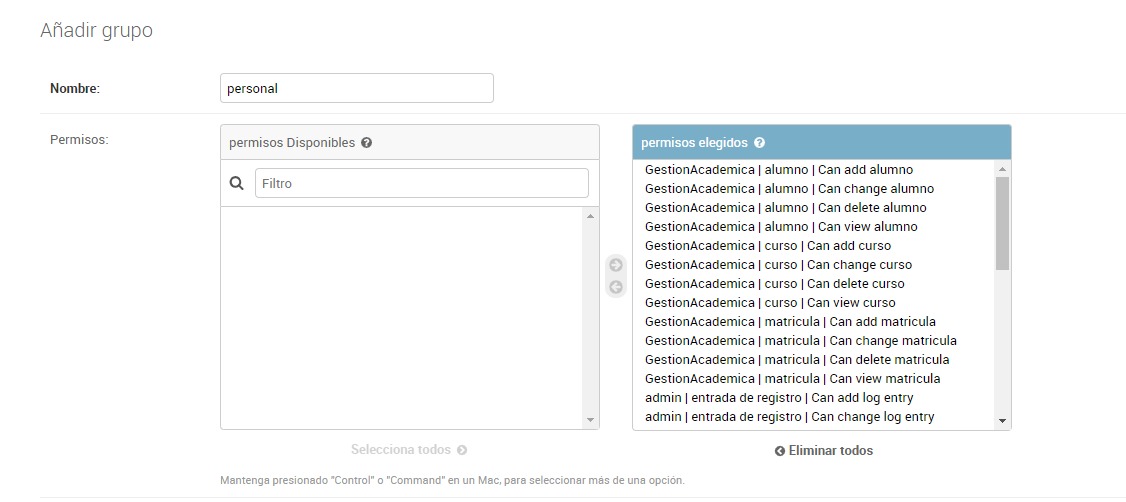 Añadir grupo
Nombre:
personal
Permisos:
permisos Disponibles
Filtro
Selecciona todos
permisos elegidos
GestionAcademica | alumno | Can add alumno
GestionAcademica | alumno | Can change alumno
GestionAcademica | alumno | Can delete alumno
GestionAcademica | alumno | Can view alumno
GestionAcademica | curso | Can add curso
GestionAcademica | curso | Can change curso
GestionAcademica | curso | Can delete curso
GestionAcademica | curso | Can view curso
GestionAcademica | matricula | Can add matricula
GestionAcademica | matricula | Can change matricula
GestionAcademica | matricula | Can delete matricula
GestionAcademica | matricula | Can view matricula
admin | entrada de registro | Can add log entry
admin | entrada de registro | Can change log entry
Eliminar todos
Mantenga presionado "Control" o "Command" en un Mac, para seleccionar más de una opción.